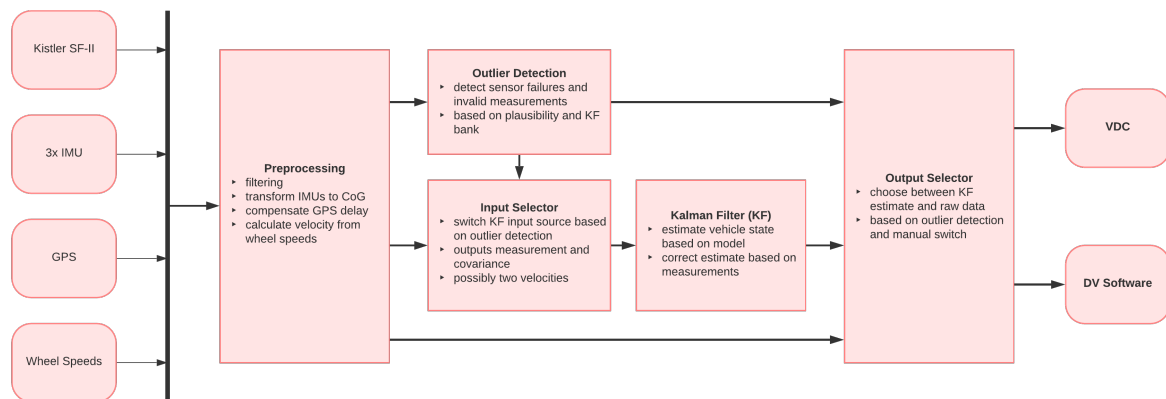 Kistler SF-II
3x IMU
GPS
Wheel Speeds
Preprocessing
‣ filtering
‣ transform IMUs to CoG
‣ compensate GPS delay
‣ calculate velocity from
wheel speeds
Outlier Detection
‣ detect sensor failures and
invalid measurements
‣ based on plausibility and KF
bank
Input Selector
‣ switch KF input source based
on outlier detection
‣ outputs measurement and
covariance
‣ possibly two velocities
Kalman Filter (KF)
‣ estimate vehicle state
based on model
‣ correct estimate based on
measurements
Output Selector
‣ choose between KF
estimate and raw data
‣ based on outlier detection
and manual switch
VDC
DV Software